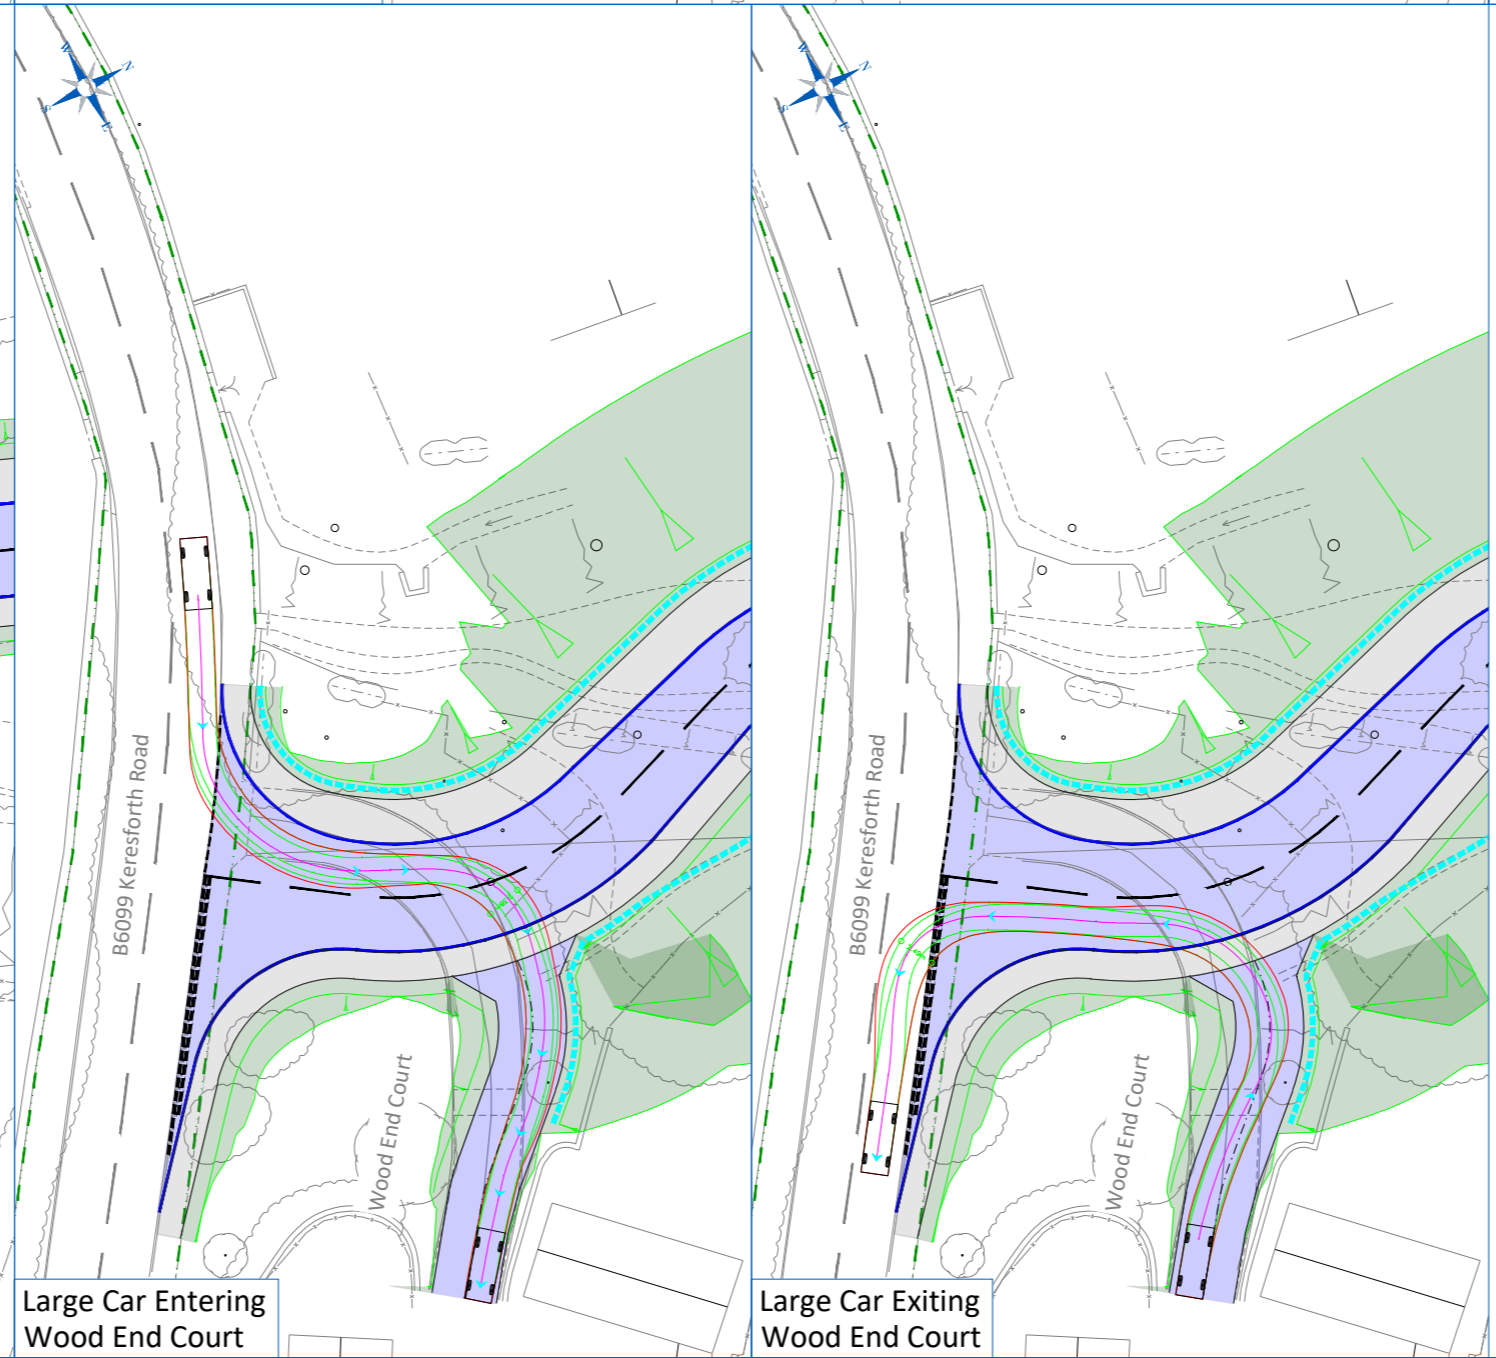 W
N
S
E
W
N
S
E
B6099 Keresforth Road
Wood End Court
B6099 Keresforth Road
Wood End Court
Large Car Entering
Wood End Court
Large Car Exiting
Wood End Court